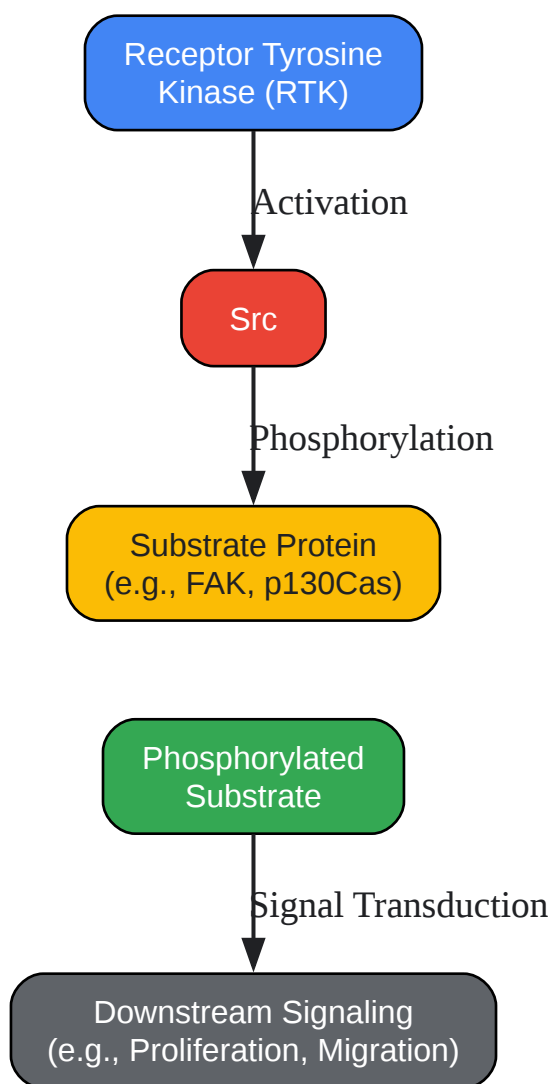 Receptor Tyrosine
Kinase (RTK)
Activation
Src
Phosphorylation
Substrate Protein
(e.g., FAK, p130Cas)
Phosphorylated
Substrate
Signal Transduction
Downstream Signaling
(e.g., Proliferation, Migration)